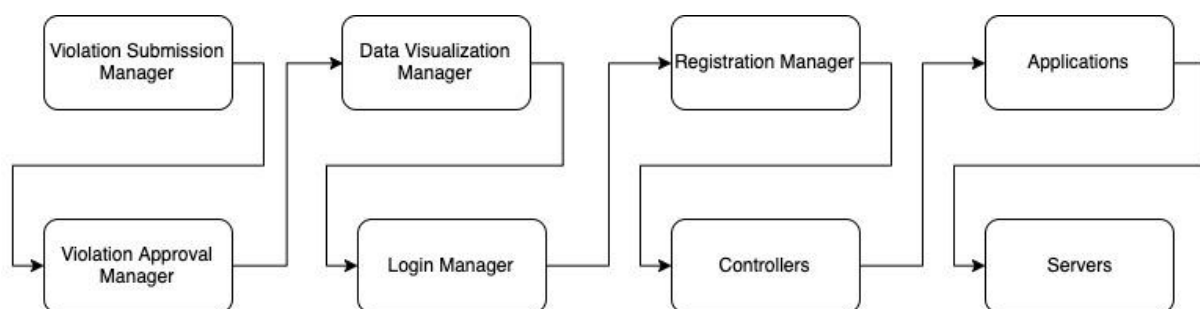 Violation Submission
Manager
Data Visualization
Manager
Registration Manager
Applications
Violation Approval
Manager
Login Manager
Controllers
Servers